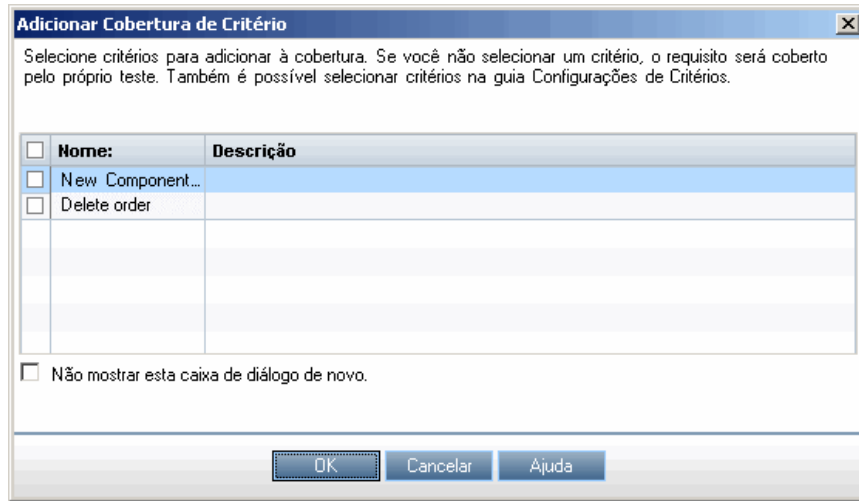 Adicionar Cobertura de Critério
Selecione critérios para adicionar à cobertura. Se você não selecionar um critério, o requisito será coberto
pelo próprio teste. Também é possível selecionar critérios na guia Configurações de Critérios.
Nome: Descrição
New Component...
Delete order
Não mostrar esta caixa de diálogo de novo.
OK Cancelar Ajuda